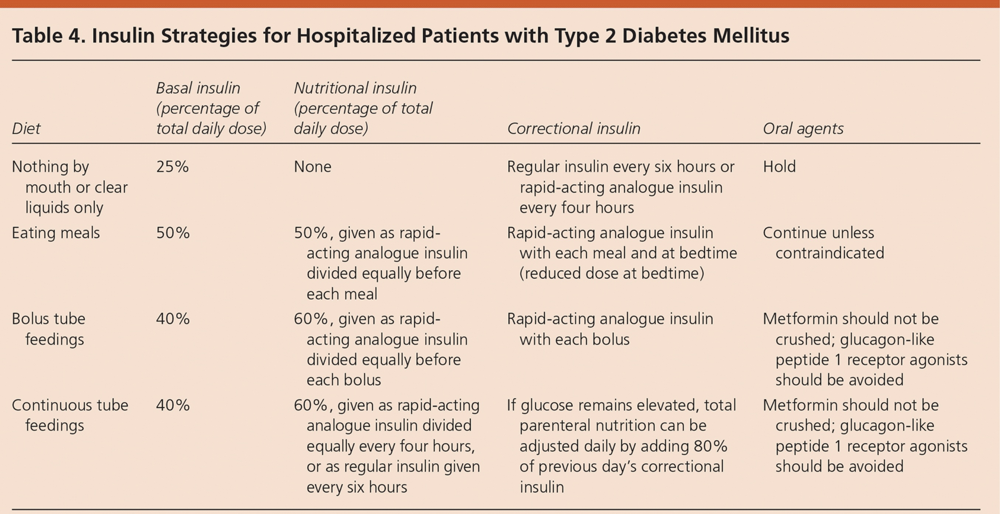 Table 4. Insulin Strategies for Hospitalized Patients with Type 2 Diabetes Mellitus
Diet
Basal insulin
(percentage of
total daily dose)
Nutritional insulin
(percentage of total
daily dose)
Correctional insulin
Oral agents
Nothing by
mouth or clear
liquids only
25%
None
Regular insulin every six hours or
rapid-acting analogue insulin
every four hours
Hold
Eating meals
50%
50%, given as rapid-
acting analogue insulin
divided equally before
each meal
Rapid-acting analogue insulin
with each meal and at bedtime
(reduced dose at bedtime)
Continue unless
contraindicated
Bolus tube
feedings
40%
60%, given as rapid-
acting analogue insulin
divided equally before
each bolus
Rapid-acting analogue insulin
with each bolus
Metformin should not be
crushed; glucagon-like
peptide 1 receptor agonists
should be avoided
Continuous tube
feedings
40%
60%, given as rapid-acting
analogue insulin divided
equally every four hours,
or as regular insulin given
every six hours
If glucose remains elevated, total
parenteral nutrition can be
adjusted daily by adding 80%
of previous day’s correctional
insulin
Metformin should not be
crushed; glucagon-like
peptide 1 receptor agonists
should be avoided